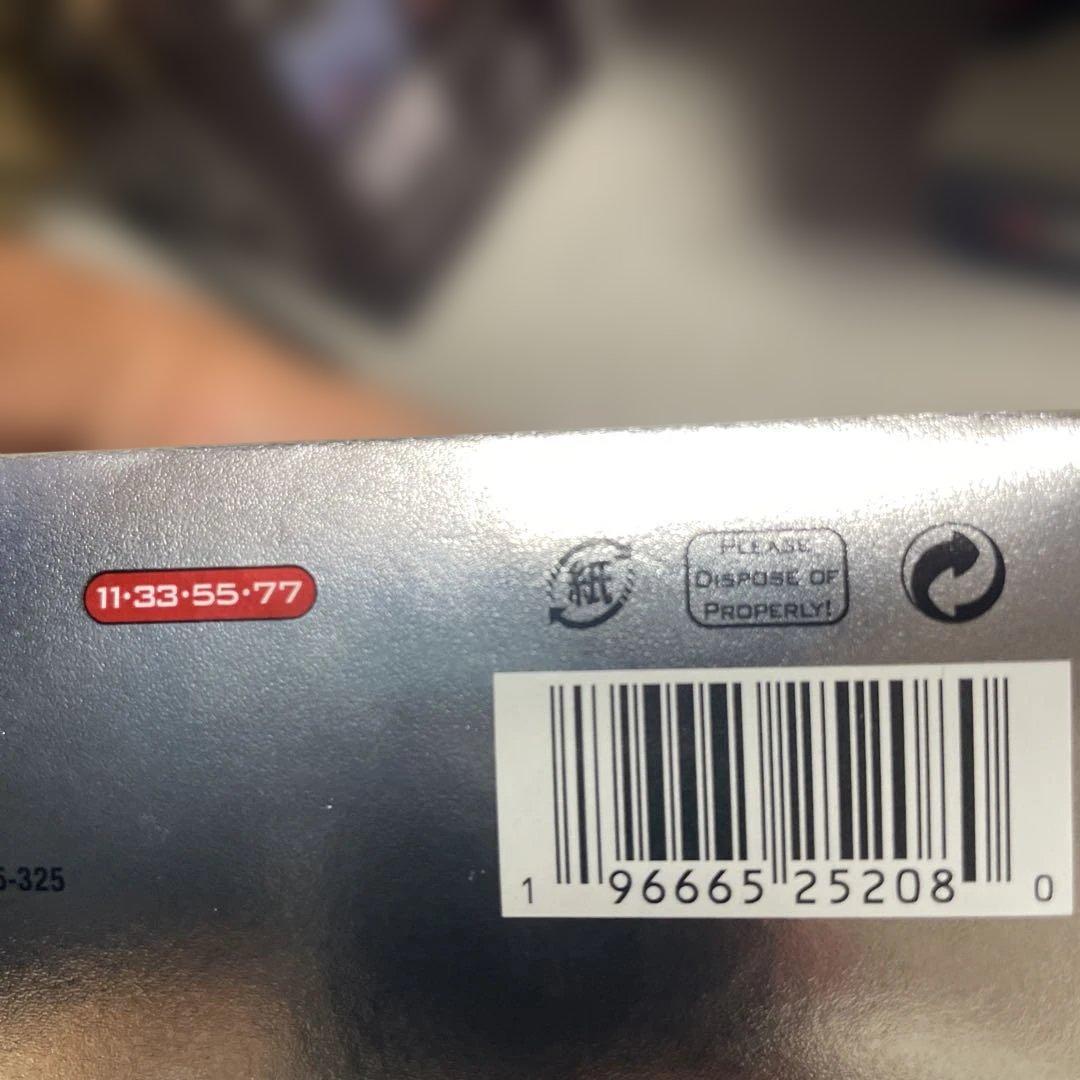 11·33·55·77
紙
PLEASE
DISPOSE OF
PROPERLY!
5-325
1 96665 25208 0